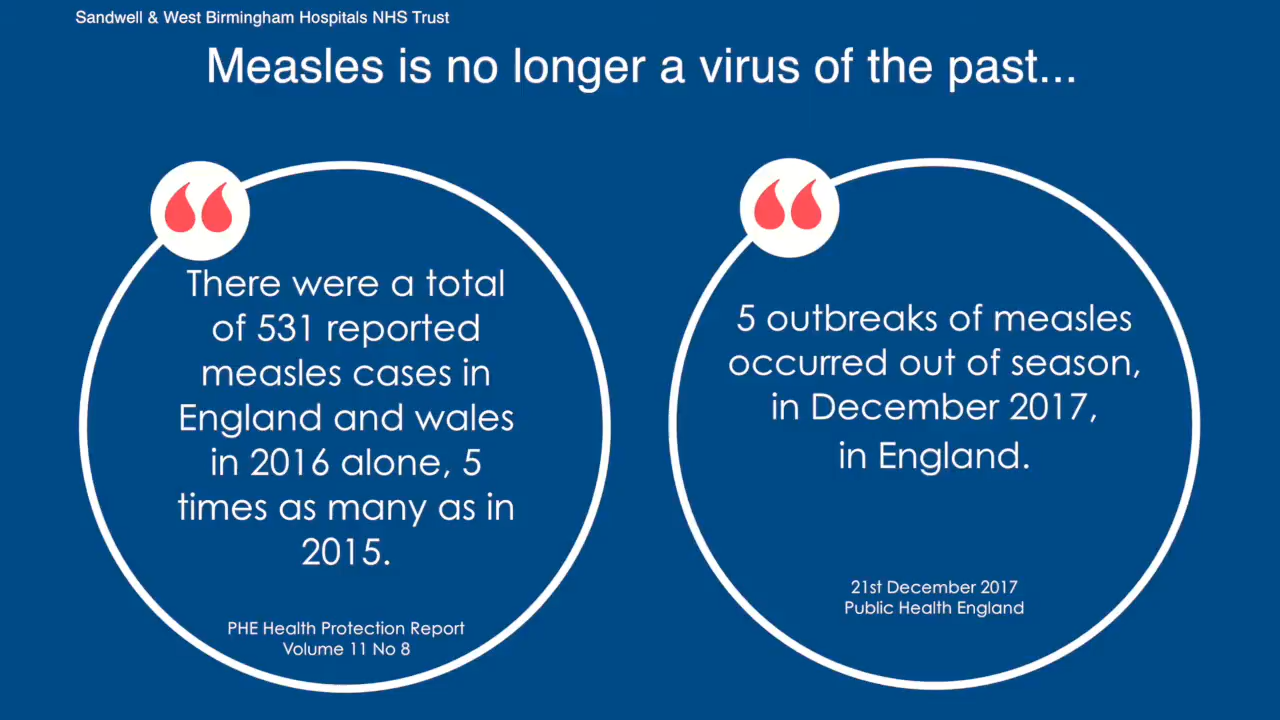 Sandwell & West Birmingham Hospitals NHS Trust
Measles is no longer a virus of the past...
There were a total
of 531 reported
measles cases in
England and wales
in 2016 alone, 5
times as many as in
2015.
PHE Health Protection Report
Volume 11 No 8
5 outbreaks of measles
occurred out of season,
in December 2017,
in England.
21st December 2017
Public Health England